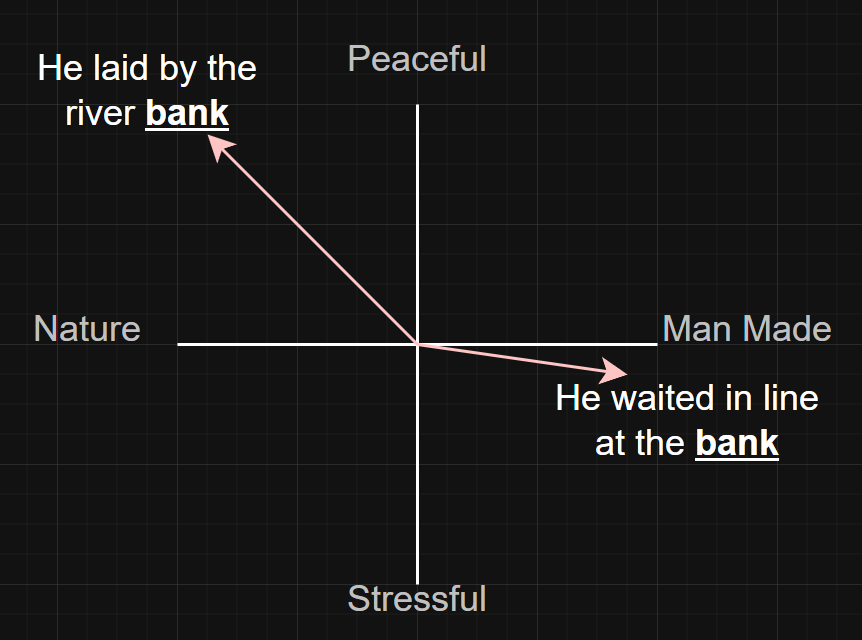 Peaceful
He laid by the
river bank
Nature
Man Made
He waited in line
at the bank
Stressful